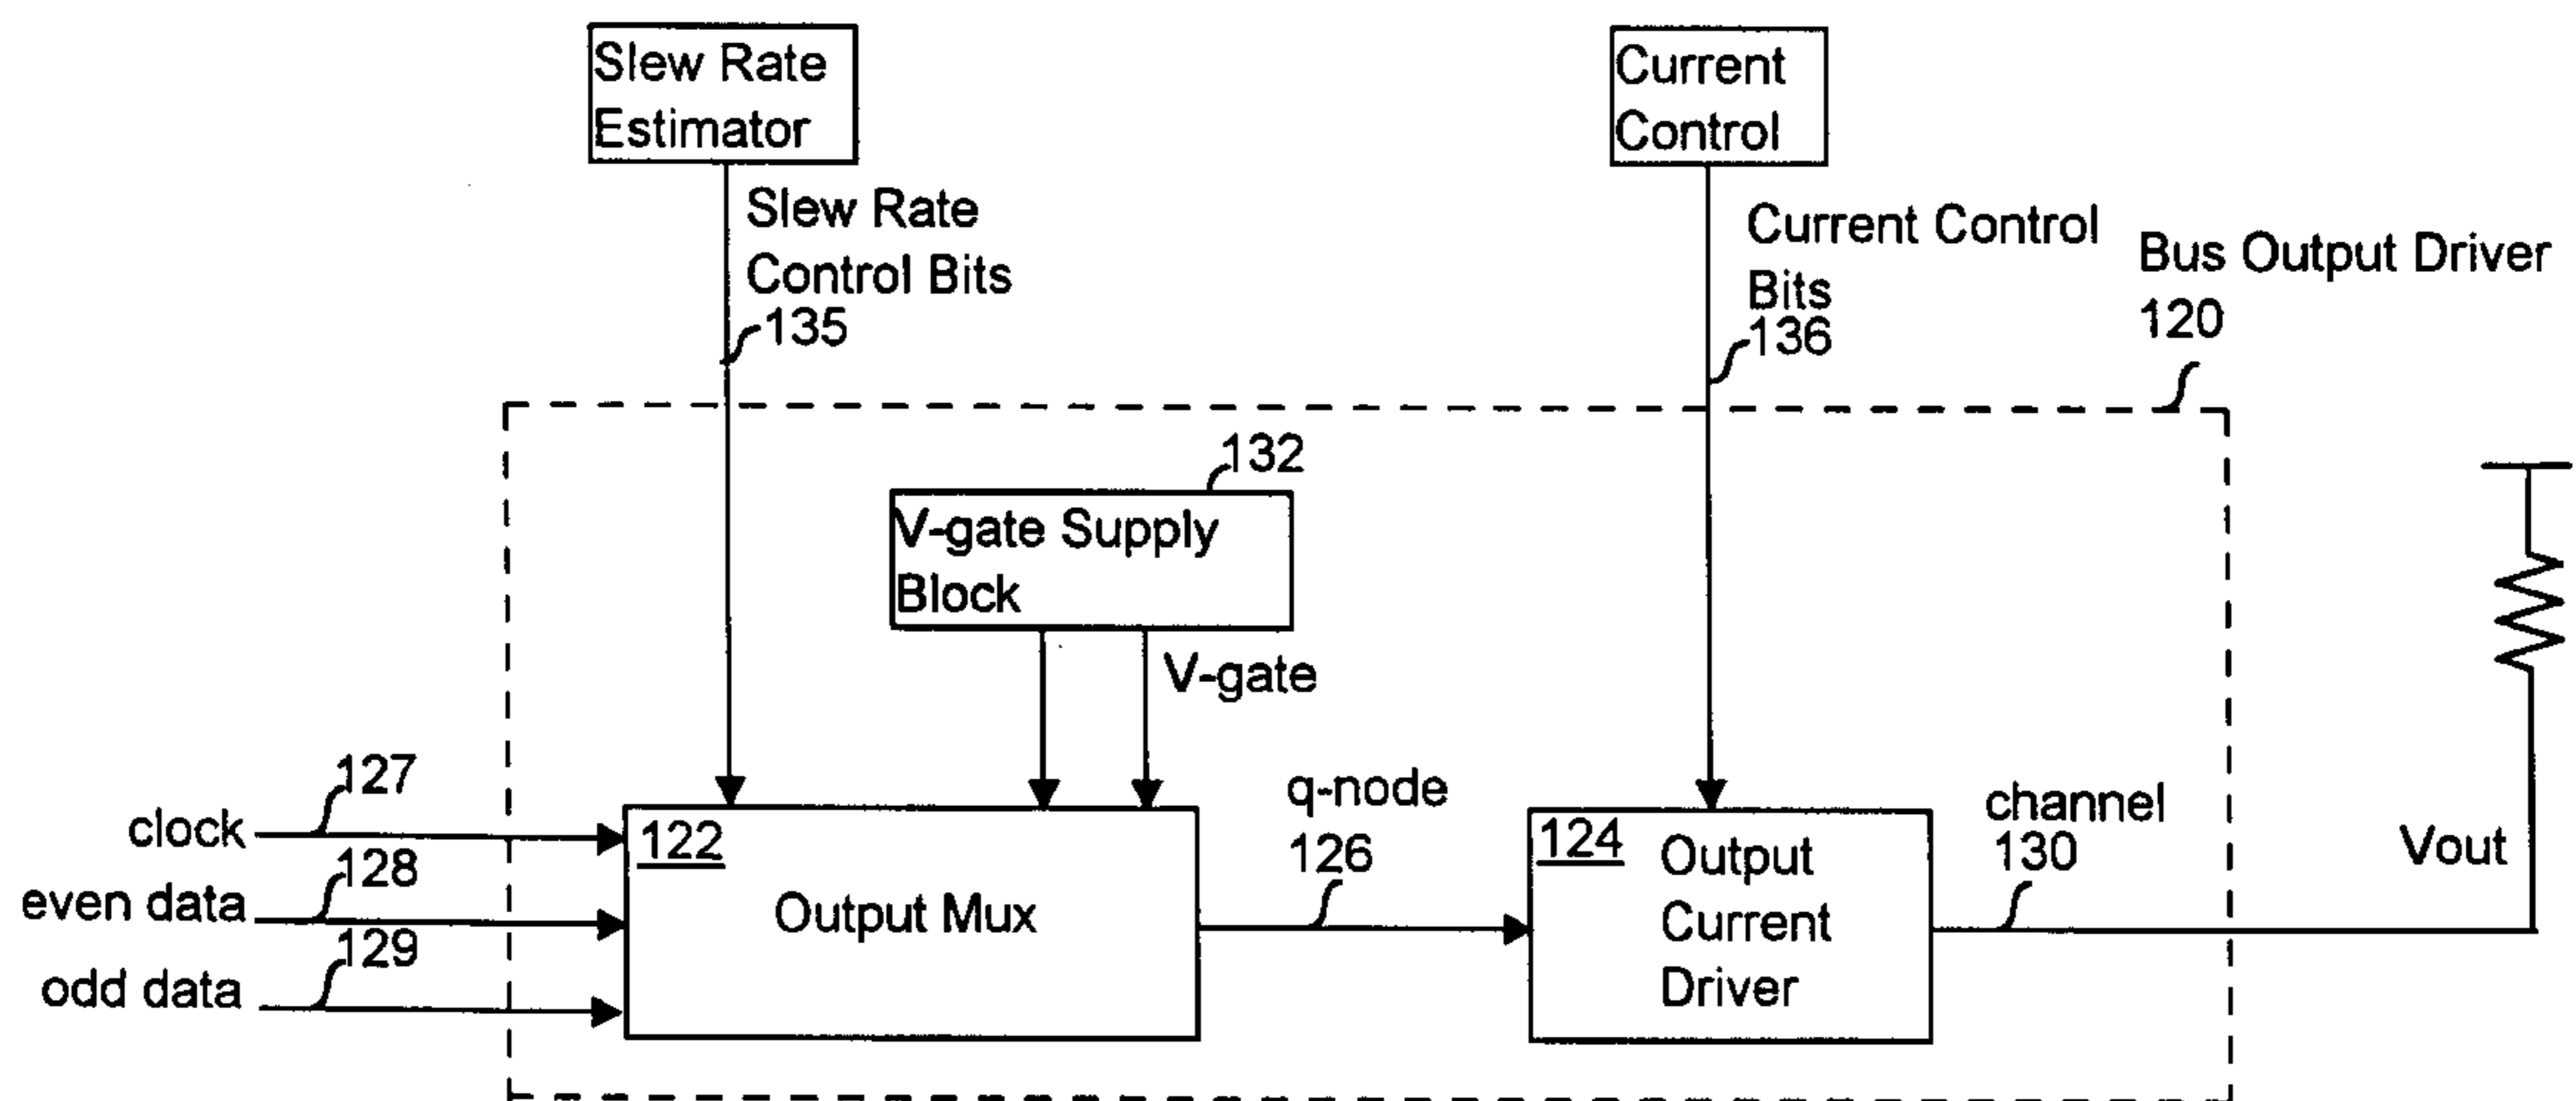 Slew Rate
Estimator
Current
Control
Slew Rate
Control Bits
135
Current Control
Bits
136
Bus Output Driver
120
132
V-gate Supply
Block
V-gate
clock
127
even data
128
odd data
129
122
Output Mux
q-node
126
124
Output
Current
Driver
channel
130
Vout